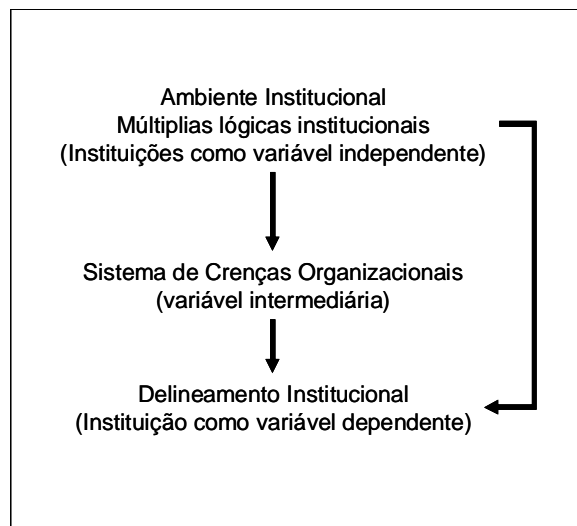 Ambiente Institucional
Múltiplias lógicas institucionais
(Instituições como variável independente)
Sistema de Crenças Organizacionais
(variável intermediária)
Delineamento Institucional
(Instituição como variável dependente)